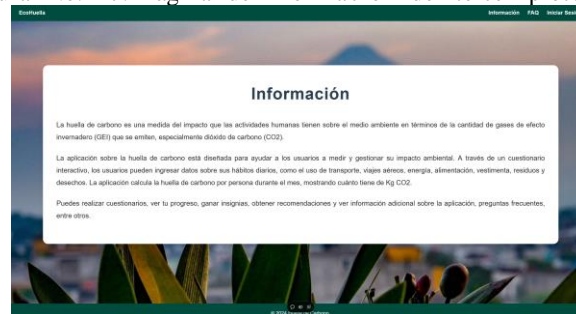 EcoHuella
Información FAQ Iniciar Sesi
Información
La huella de carbono es una medida del impacto que las actividades humanas tienen sobre el medio ambiente en términos de la cantidad de gases de efecto
invernadero (GEI) que se emiten, especialmente dióxido de carbono (CO2).
La aplicación sobre la huella de carbono está diseñada para ayudar a los usuarios a medir y gestionar su impacto ambiental. A través de un cuestionario
interactivo, los usuarios pueden ingresar datos sobre sus hábitos diarios, como el uso de transporte, viajes aéreos, energía, alimentación, vestimenta, residuos y
desechos. La aplicación calcula la huella de carbono por persona durante el mes, mostrando cuánto tiene de Kg CO2.
Puedes realizar cuestionarios, ver tu progreso, ganar insignias, obtener recomendaciones y ver información adicional sobre la aplicación, preguntas frecuentes,
entre otros.
© 2024